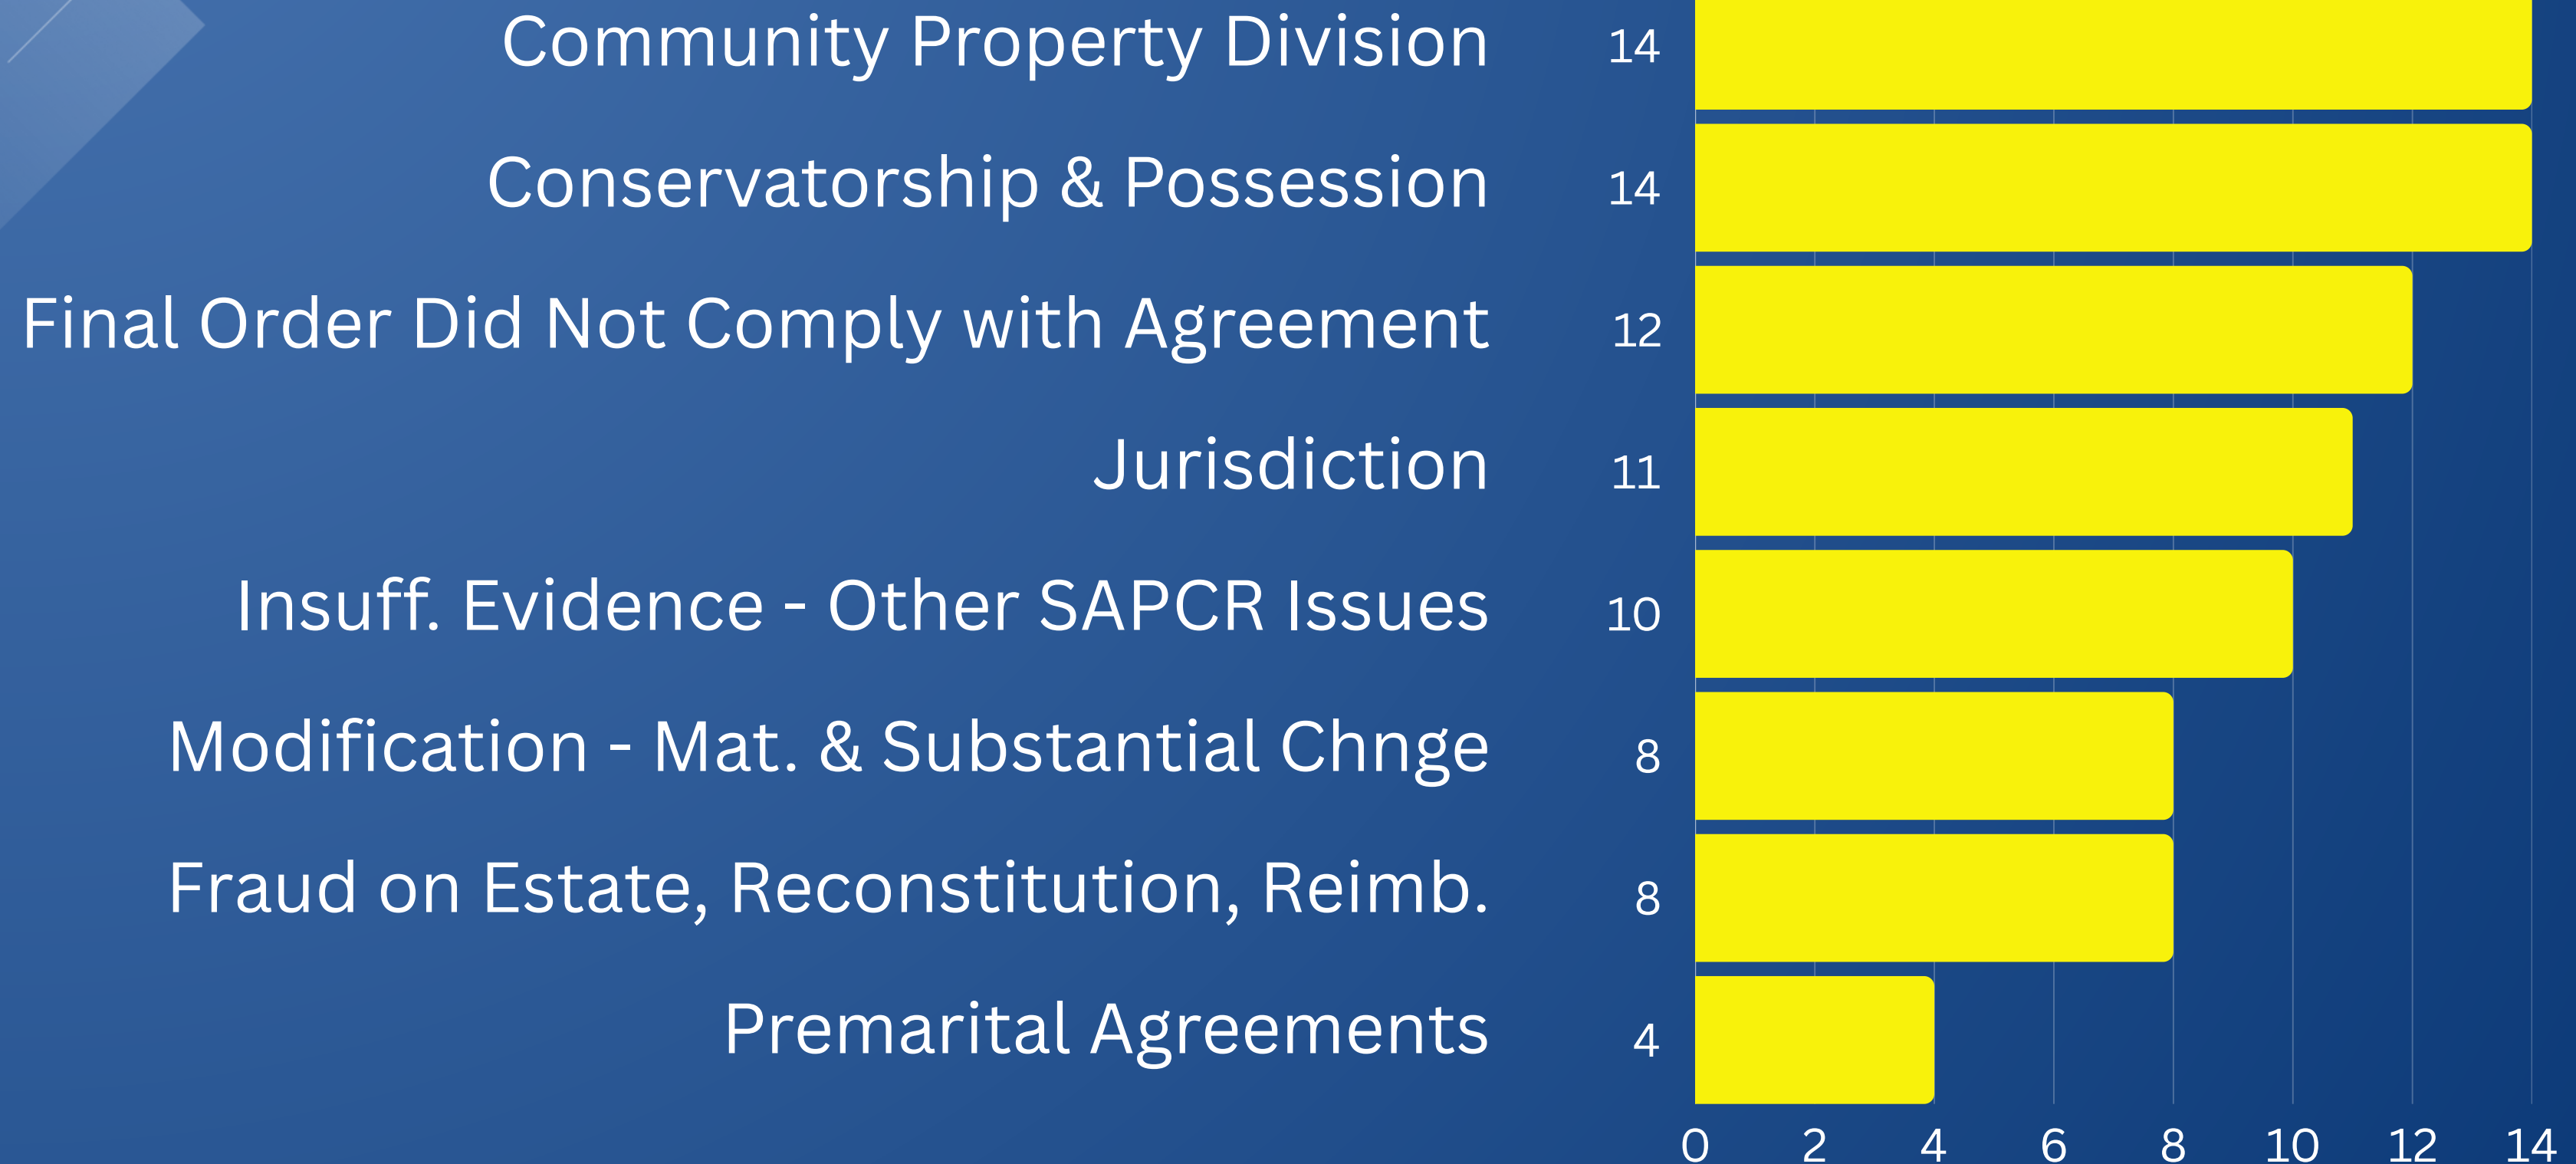 Community Property Division 14
Conservatorship & Possession 14
Final Order Did Not Comply with Agreement 12
Jurisdiction 11
Insuff. Evidence - Other SAPCR Issues 10
Modification - Mat. & Substantial Chnge 8
Fraud on Estate, Reconstitution, Reimb. 8
Premarital Agreements 4
0 2 4 6 8 10 12 14